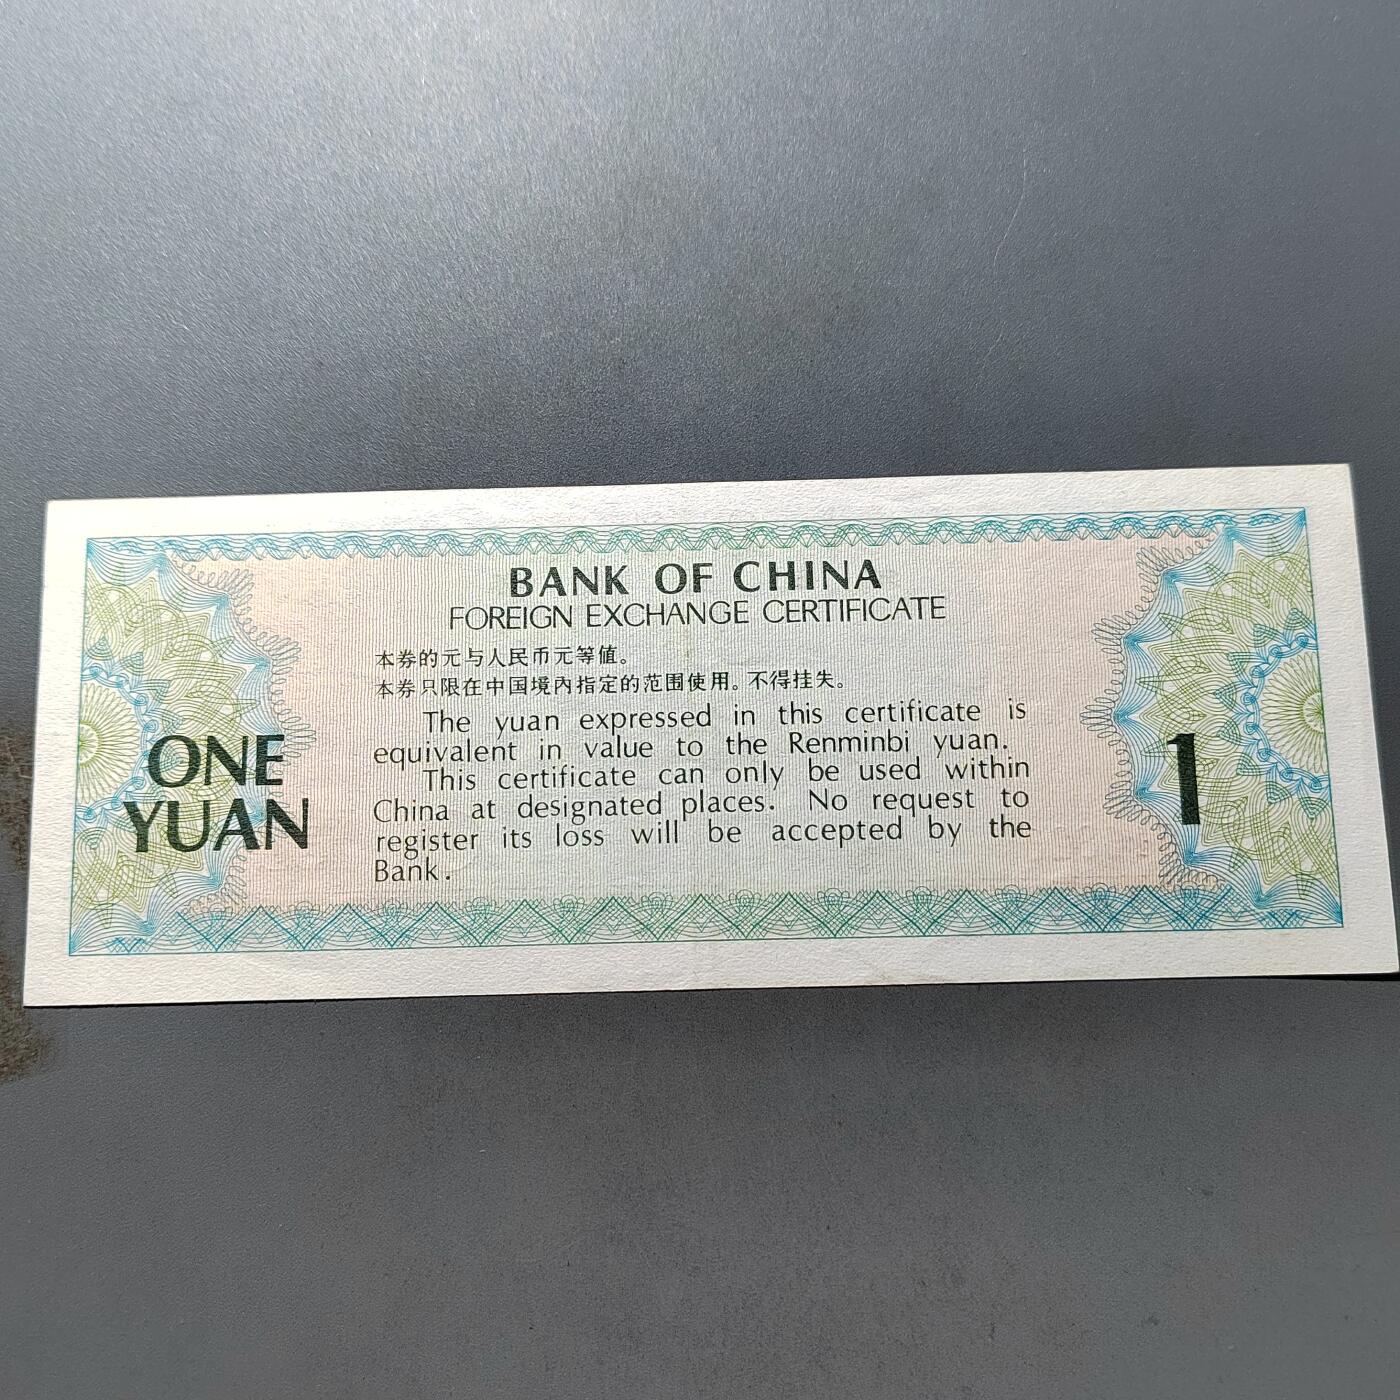 BANK OF CHINA
FOREIGN EXCHANGE CERTIFICATE
本券的元与人民币元等值。
本券只限在中国境内指定的范围使用。不得挂失。
The yuan expressed in this certificate is
equivalent in value to the Renminbi yuan.
This certificate can only be used within
China at designated places. No request to
register its loss will be accepted by the
Bank.
ONE
YUAN
1